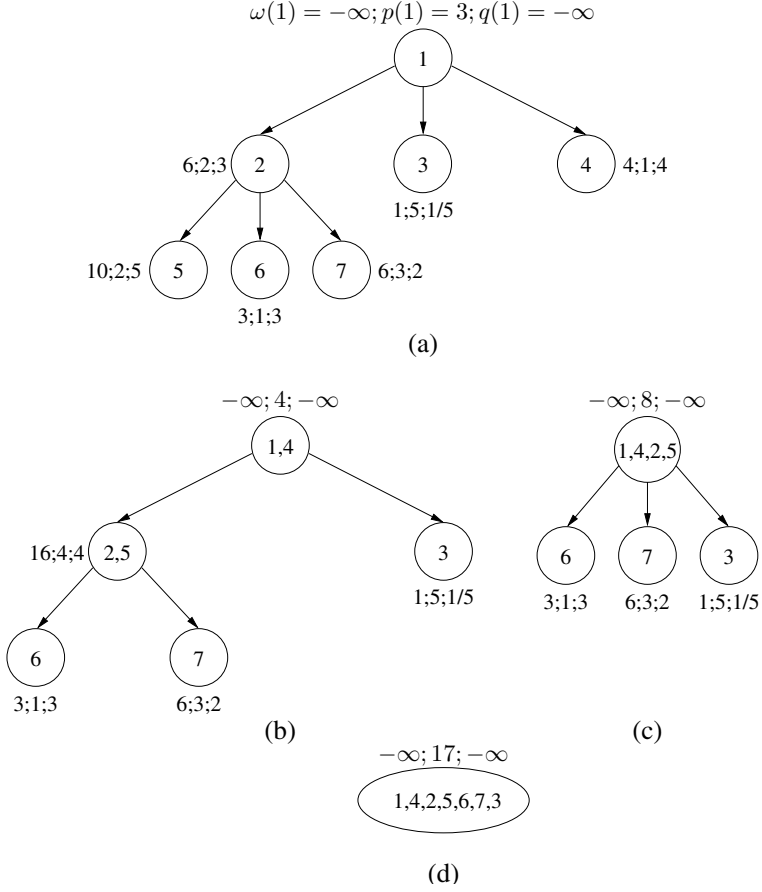 ω(1) = −∞; p(1) = 3; q(1) = −∞
1
6;2;3 2 3 4 4;1;4
1;5;1/5
10;2;5 5 6 7 6;3;2
3;1;3
(a)
−∞; 4; −∞
1,4
16;4;4 2,5 3
1;5;1/5
6 7
3;1;3 6;3;2
(b)
−∞; 8; −∞
1,4,2,5
6 7 3
3;1;3 6;3;2 1;5;1/5
(c)
−∞; 17; −∞
1,4,2,5,6,7,3
(d)